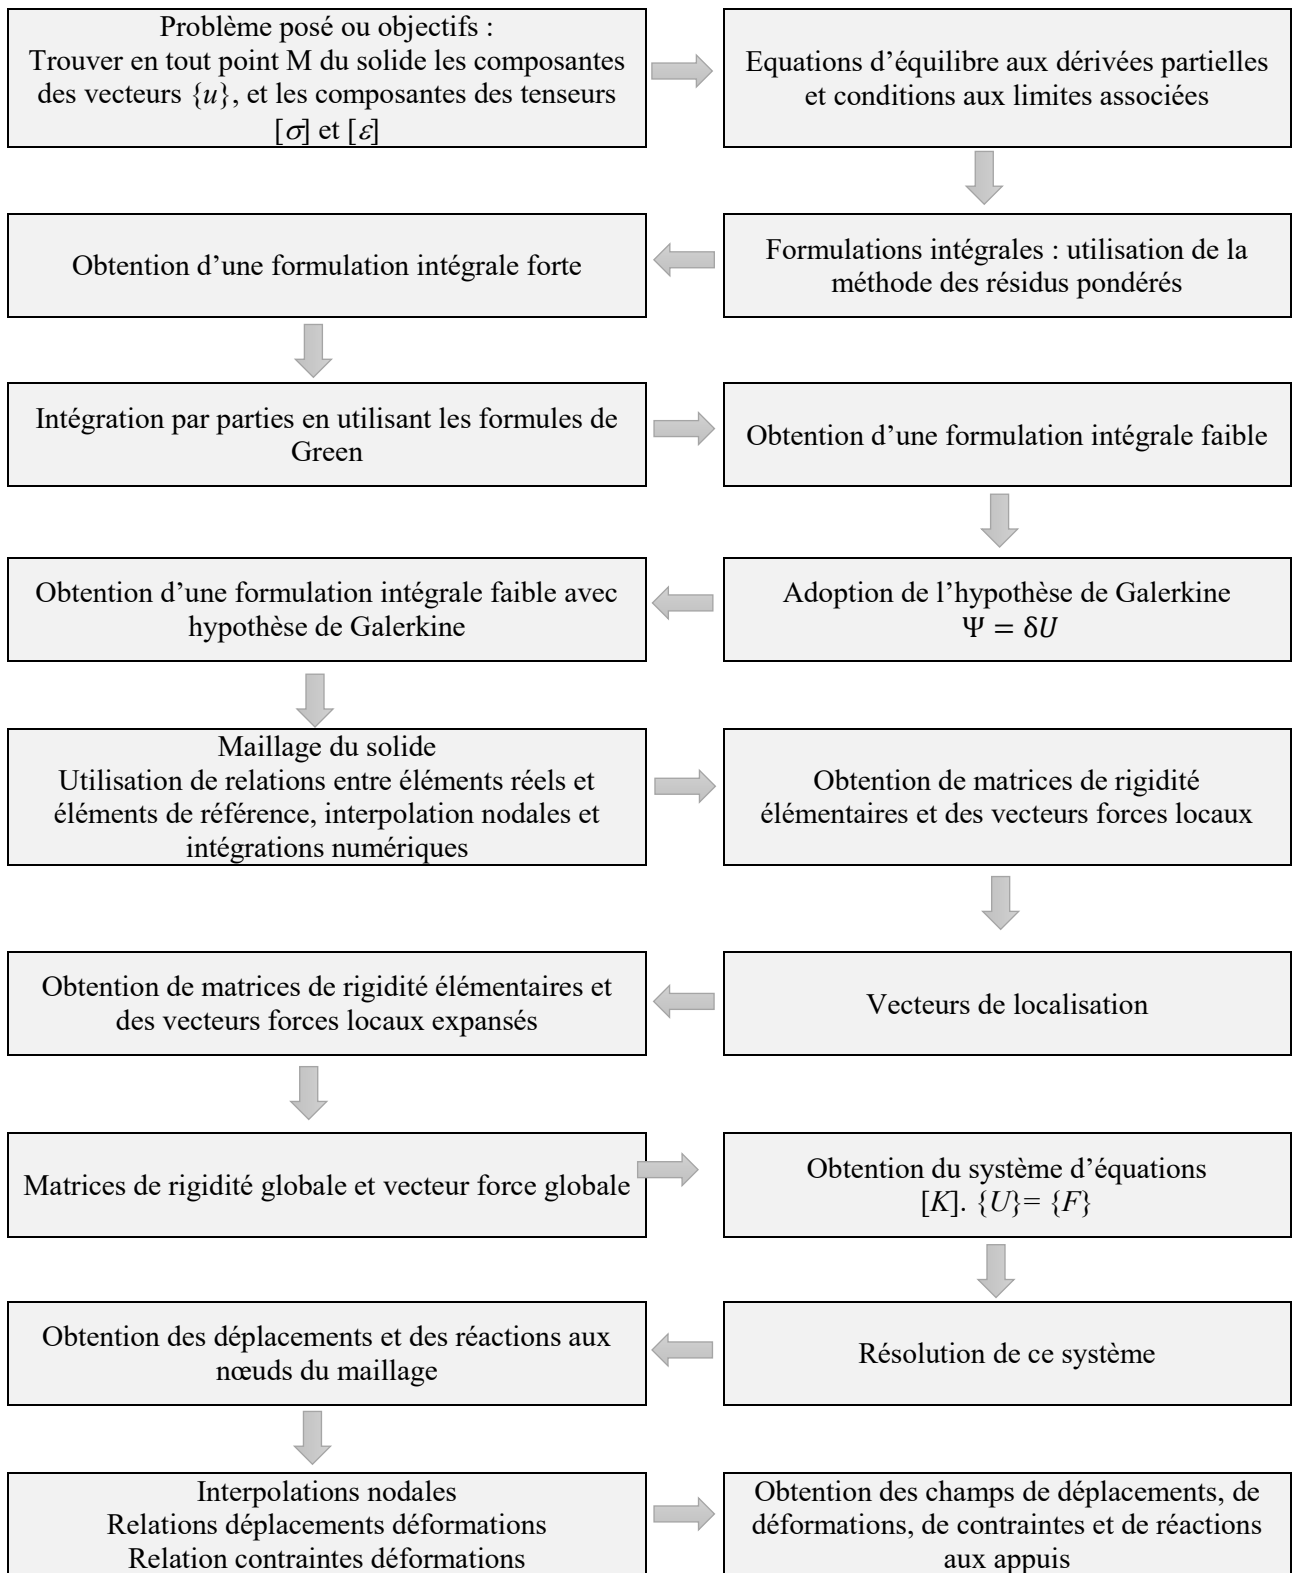 Problème posé ou objectifs :
Trouver en tout point M du solide les composantes
des vecteurs {u}, et les composantes des tenseurs
[σ] et [ε]
Equations d’équilibre aux dérivées partielles
et conditions aux limites associées
Formulations intégrales : utilisation de la
méthode des résidus pondérés
Obtention d’une formulation intégrale forte
Intégration par parties en utilisant les formules de
Green
Obtention d’une formulation intégrale faible
Adoption de l’hypothèse de Galerkine
Ψ = δU
Obtention d’une formulation intégrale faible avec
hypothèse de Galerkine
Maillage du solide
Utilisation de relations entre éléments réels et
éléments de référence, interpolation nodales et
intégrations numériques
Obtention de matrices de rigidité
élémentaires et des vecteurs forces locaux
Vecteurs de localisation
Obtention de matrices de rigidité élémentaires et
des vecteurs forces locaux expansés
Matrices de rigidité globale et vecteur force globale
Obtention du système d’équations
[K]. {U}= {F}
Résolution de ce système
Obtention des déplacements et des réactions aux
nœuds du maillage
Interpolations nodales
Relations déplacements déformations
Relation contraintes déformations
Obtention des champs de déplacements, de
déformations, de contraintes et de réactions
aux appuis